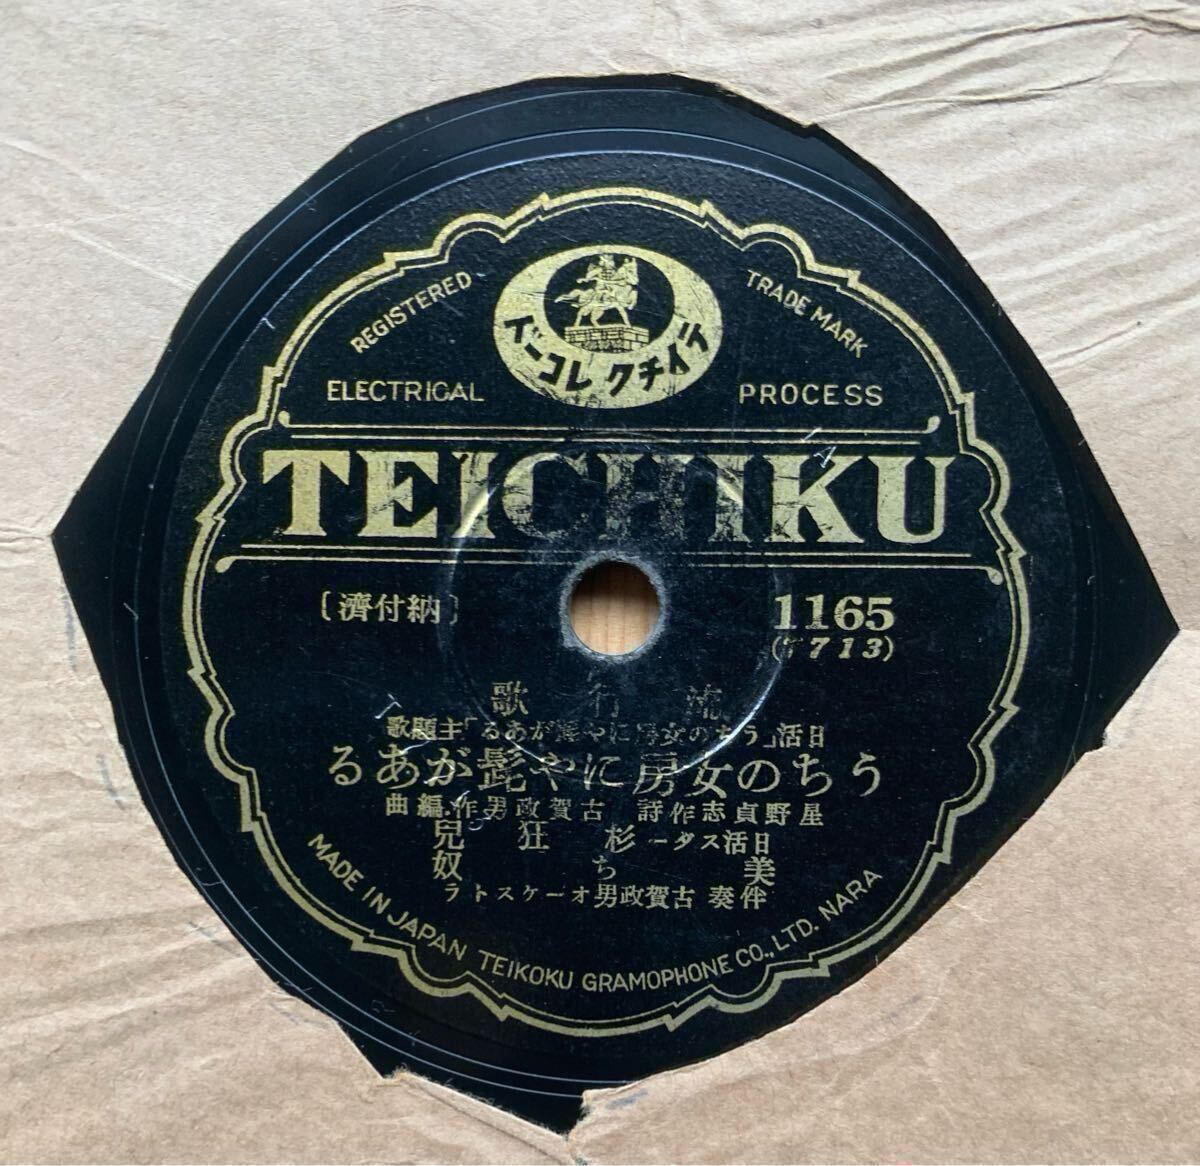 REGISTERED TRADE MARK
テイチクレコード
ELECTRICAL PROCESS
TEICHIKU
〔納付濟〕
1165
(T713)
流行歌
日活「うちの女房にや髭がある」主題歌
うちの女房にや髭がある
星野貞志作詩 古賀政男作.編曲
日活スター 杉狂兒
美ち奴
伴奏 古賀政男オーケストラ
MADE IN JAPAN TEIKOKU GRAMOPHONE CO., LTD. NARA